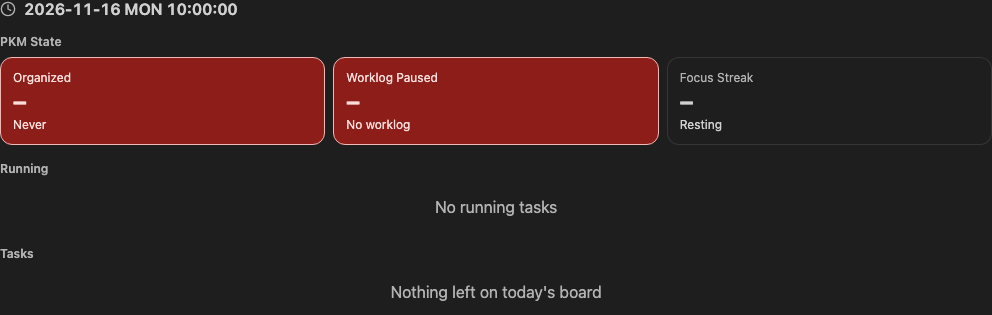 2026-11-16 MON 10:00:00
PKM State
Organized
—
Never
Worklog Paused
—
No worklog
Focus Streak
—
Resting
Running
No running tasks
Tasks
Nothing left on today's board